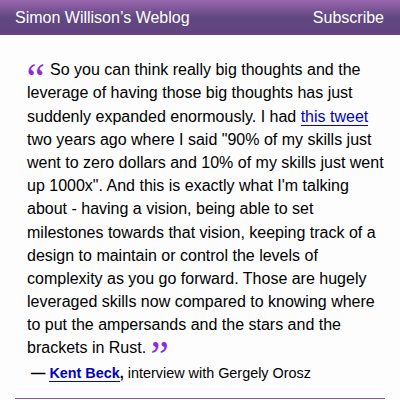 Simon Willison's Weblog Subscribe
“ So you can think really big thoughts and the
leverage of having those big thoughts has just
suddenly expanded enormously. I had this tweet
two years ago where I said "90% of my skills just
went to zero dollars and 10% of my skills just went
up 1000x". And this is exactly what I'm talking
about - having a vision, being able to set
milestones towards that vision, keeping track of a
design to maintain or control the levels of
complexity as you go forward. Those are hugely
leveraged skills now compared to knowing where
to put the ampersands and the stars and the
brackets in Rust. ”
— Kent Beck, interview with Gergely Orosz